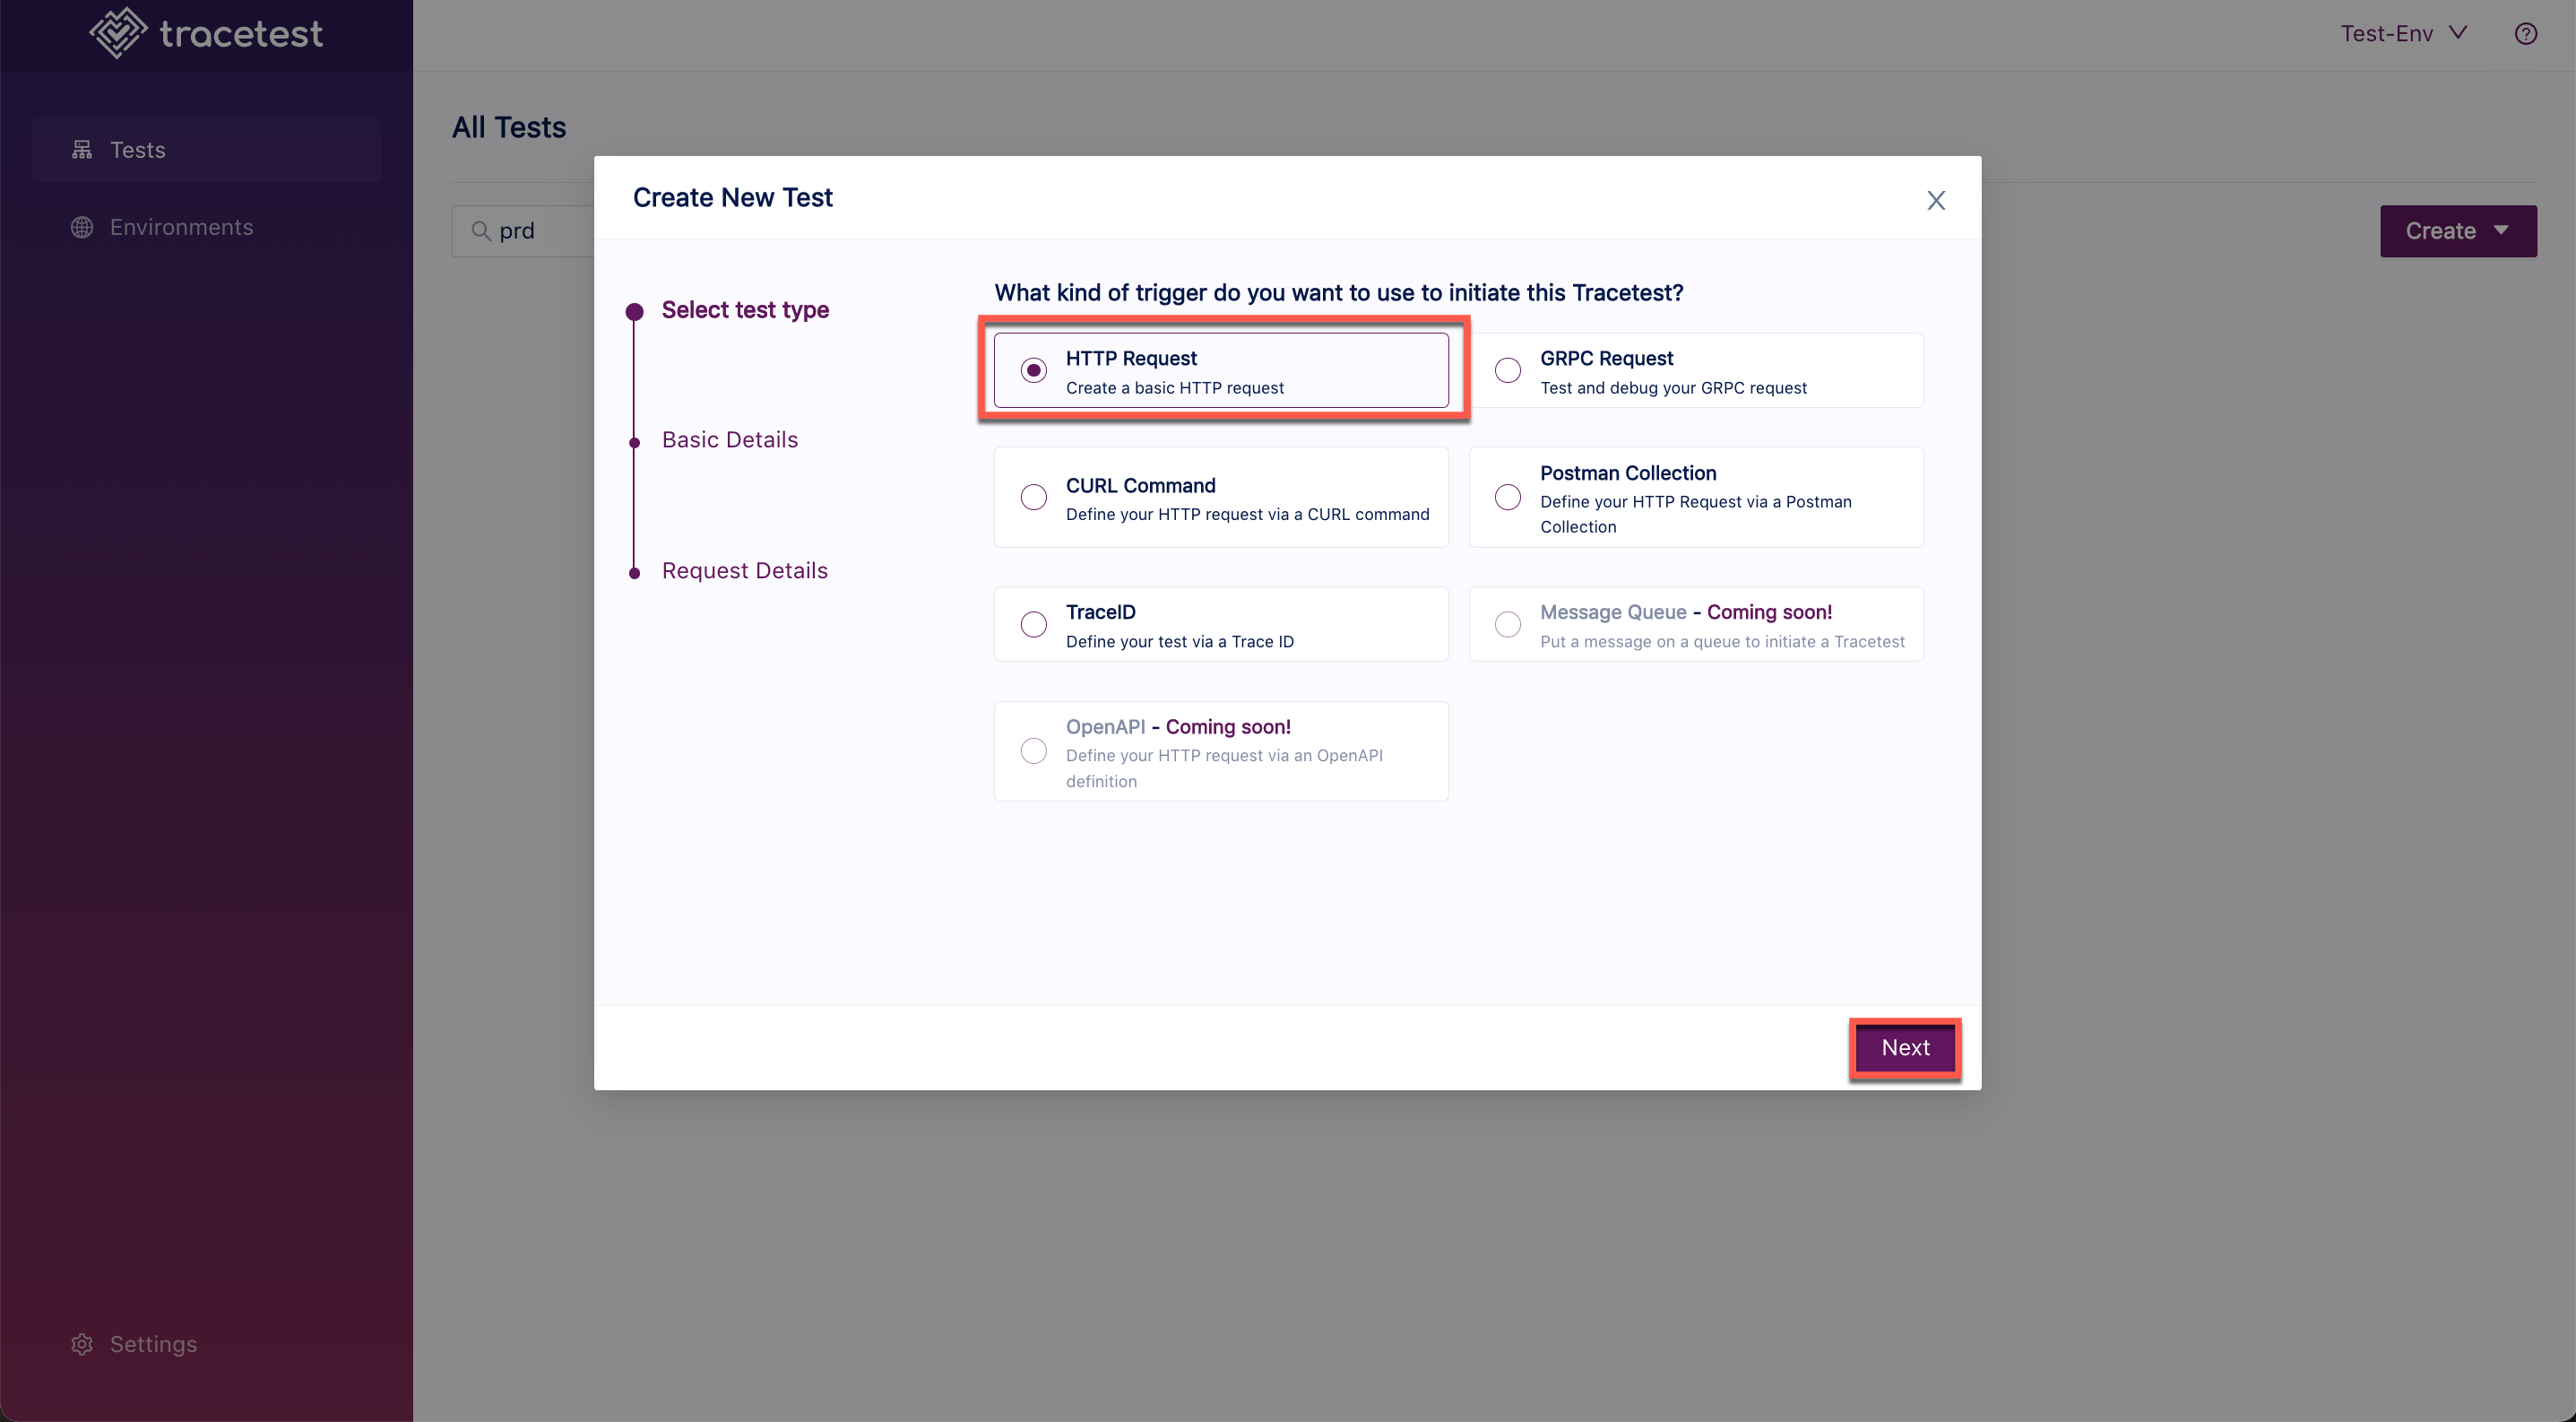 tracetest
Test-Env
Tests
Environments
Settings
All Tests
prd
Create
Create New Test
X
Select test type
Basic Details
Request Details
What kind of trigger do you want to use to initiate this Tracetest?
HTTP Request
Create a basic HTTP request
GRPC Request
Test and debug your GRPC request
CURL Command
Define your HTTP request via a CURL command
Postman Collection
Define your HTTP Request via a Postman
Collection
TraceID
Define your test via a Trace ID
Message Queue - Coming soon!
Put a message on a queue to initiate a Tracetest
OpenAPI - Coming soon!
Define your HTTP request via an OpenAPI
definition
Next